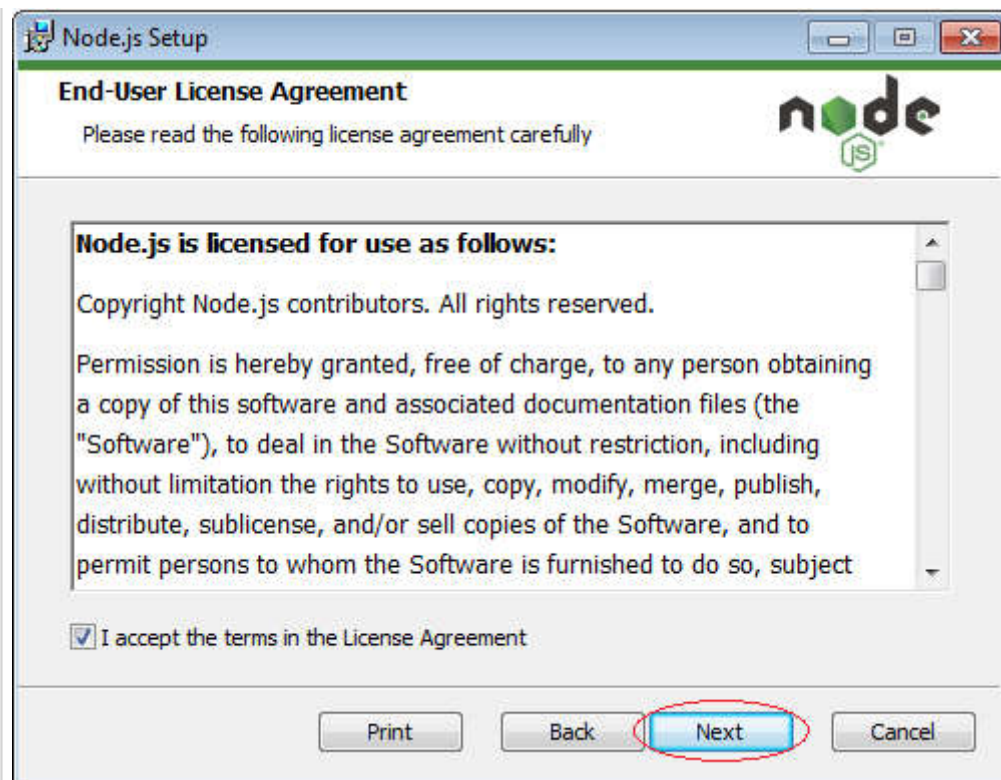 Node.js Setup
End-User License Agreement
Please read the following license agreement carefully
node
JS
Node.js is licensed for use as follows:
Copyright Node.js contributors. All rights reserved.
Permission is hereby granted, free of charge, to any person obtaining
a copy of this software and associated documentation files (the
"Software"), to deal in the Software without restriction, including
without limitation the rights to use, copy, modify, merge, publish,
distribute, sublicense, and/or sell copies of the Software, and to
permit persons to whom the Software is furnished to do so, subject
I accept the terms in the License Agreement
Print Back Next Cancel